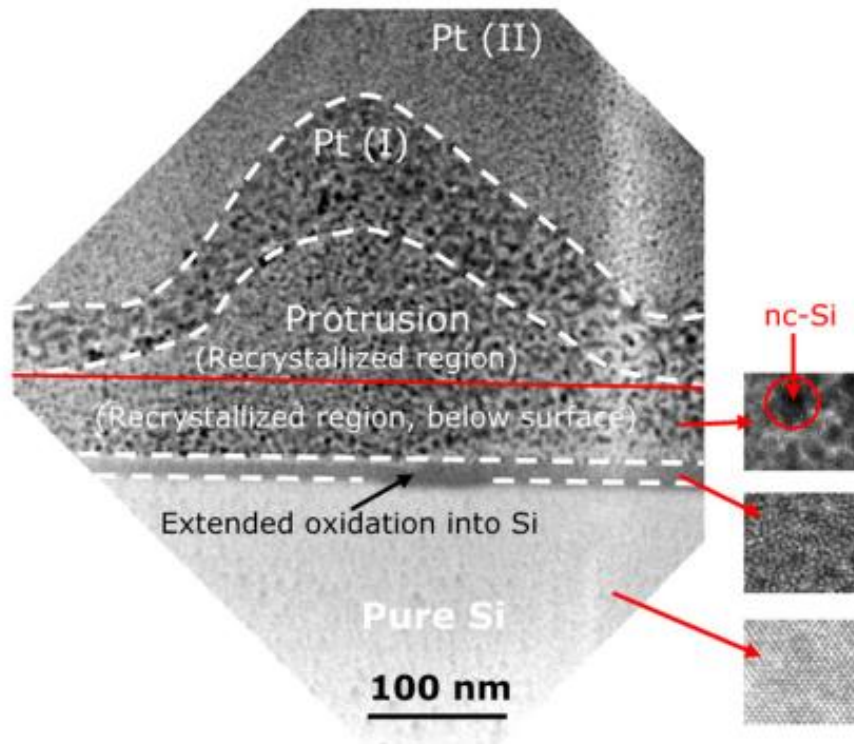 Pt (II)
Pt (I)
Protrusion
(Recrystallized region)
nc-Si
(Recrystallized region, below surface)
Extended oxidation into Si
Pure Si
100 nm